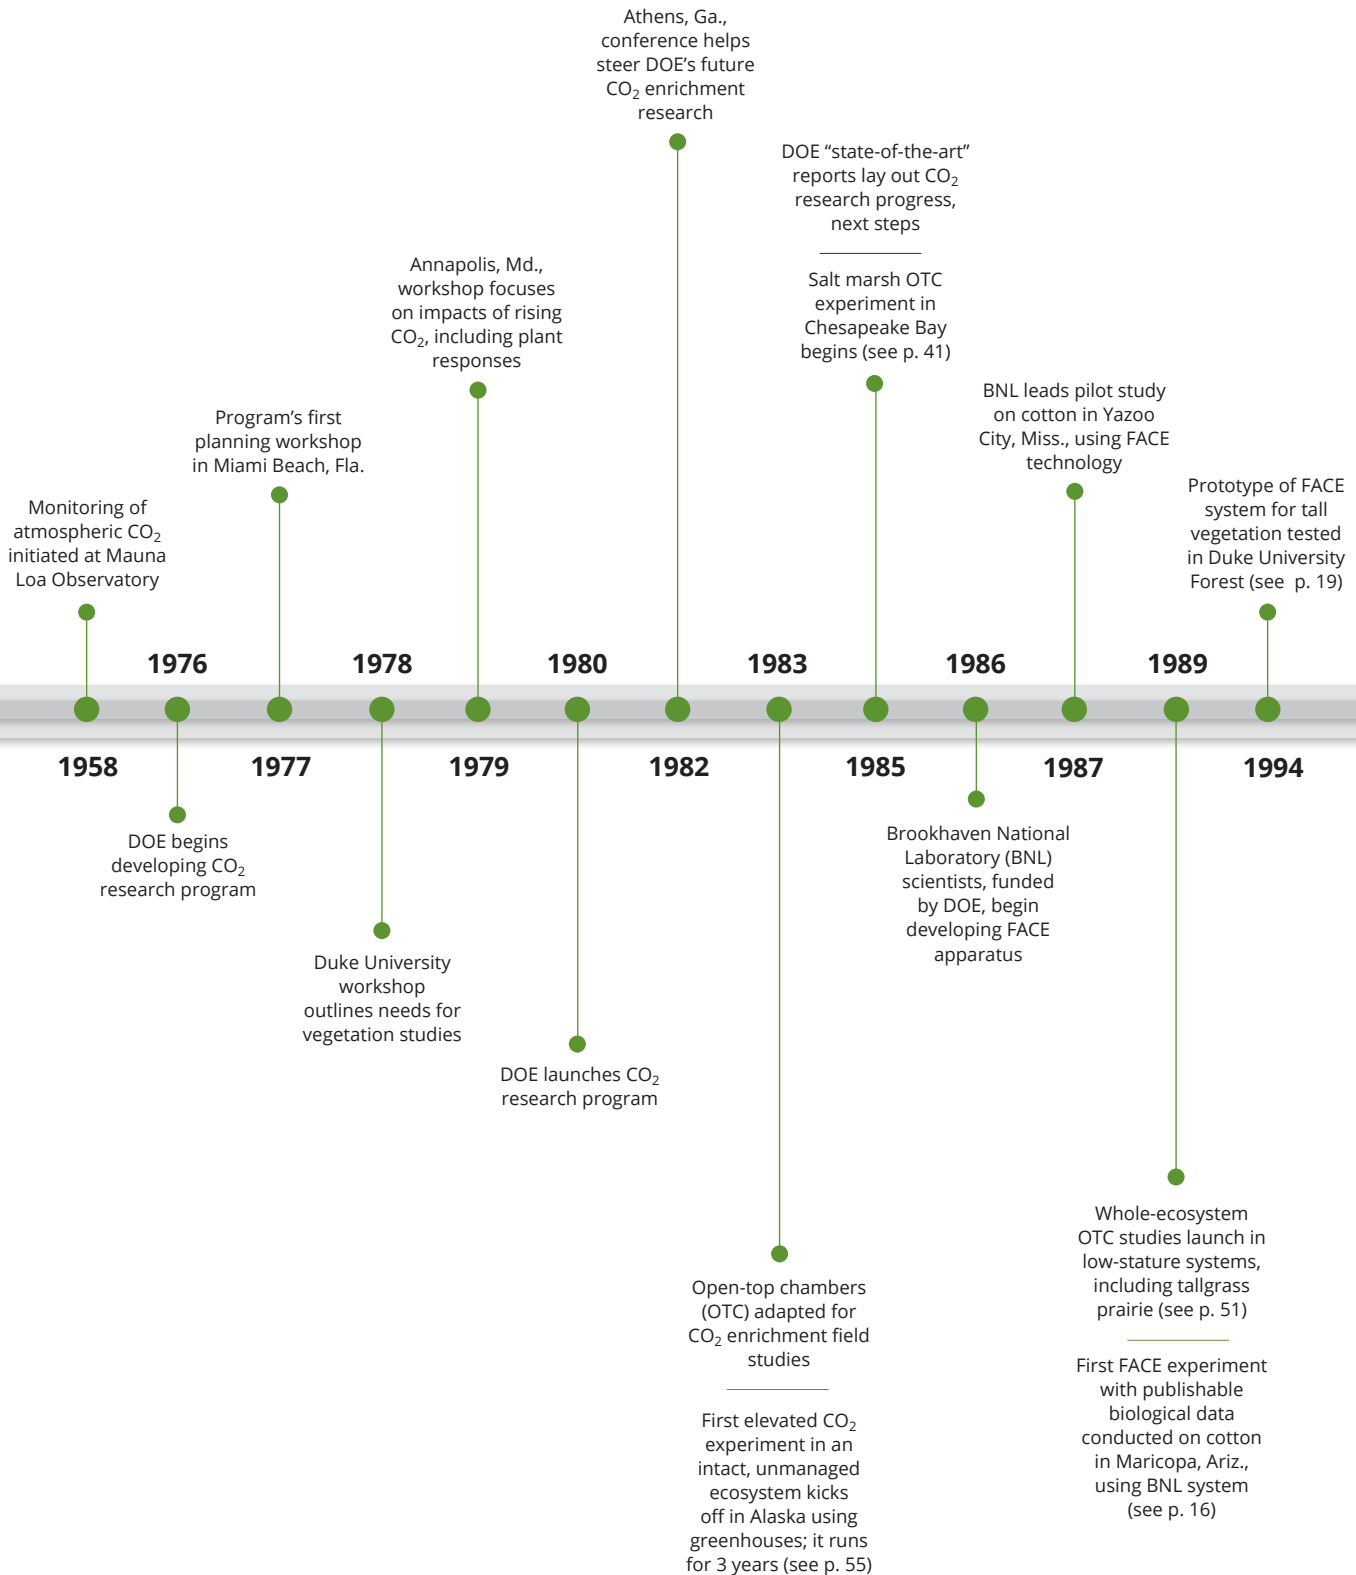 Athens, Ga.,
conference helps
steer DOE’s future
CO₂ enrichment
research
DOE “state-of-the-art”
reports lay out CO₂
research progress,
next steps
Salt marsh OTC
experiment in
Chesapeake Bay
begins (see p. 41)
Annapolis, Md.,
workshop focuses
on impacts of rising
CO₂, including plant
responses
BNL leads pilot study
on cotton in Yazoo
City, Miss., using FACE
technology
Program’s first
planning workshop
in Miami Beach, Fla.
Prototype of FACE
system for tall
vegetation tested
in Duke University
Forest (see p. 19)
Monitoring of
atmospheric CO₂
initiated at Mauna
Loa Observatory
1976
1978
1980
1983
1986
1989
1958
1977
1979
1982
1985
1987
1994
DOE begins
developing CO₂
research program
Brookhaven National
Laboratory (BNL)
scientists, funded
by DOE, begin
developing FACE
apparatus
Duke University
workshop
outlines needs for
vegetation studies
DOE launches CO₂
research program
Whole-ecosystem
OTC studies launch in
low-stature systems,
including tallgrass
prairie (see p. 51)
First FACE experiment
with publishable
biological data
conducted on cotton
in Maricopa, Ariz.,
using BNL system
(see p. 16)
Open-top chambers
(OTC) adapted for
CO₂ enrichment field
studies
First elevated CO₂
experiment in an
intact, unmanaged
ecosystem kicks
off in Alaska using
greenhouses; it runs
for 3 years (see p. 55)